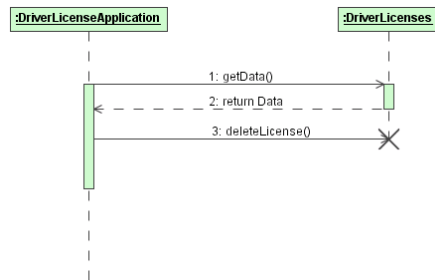 :DriverLicenseApplication
:DriverLicenses
1: getData()
2: return Data
3: deleteLicense()